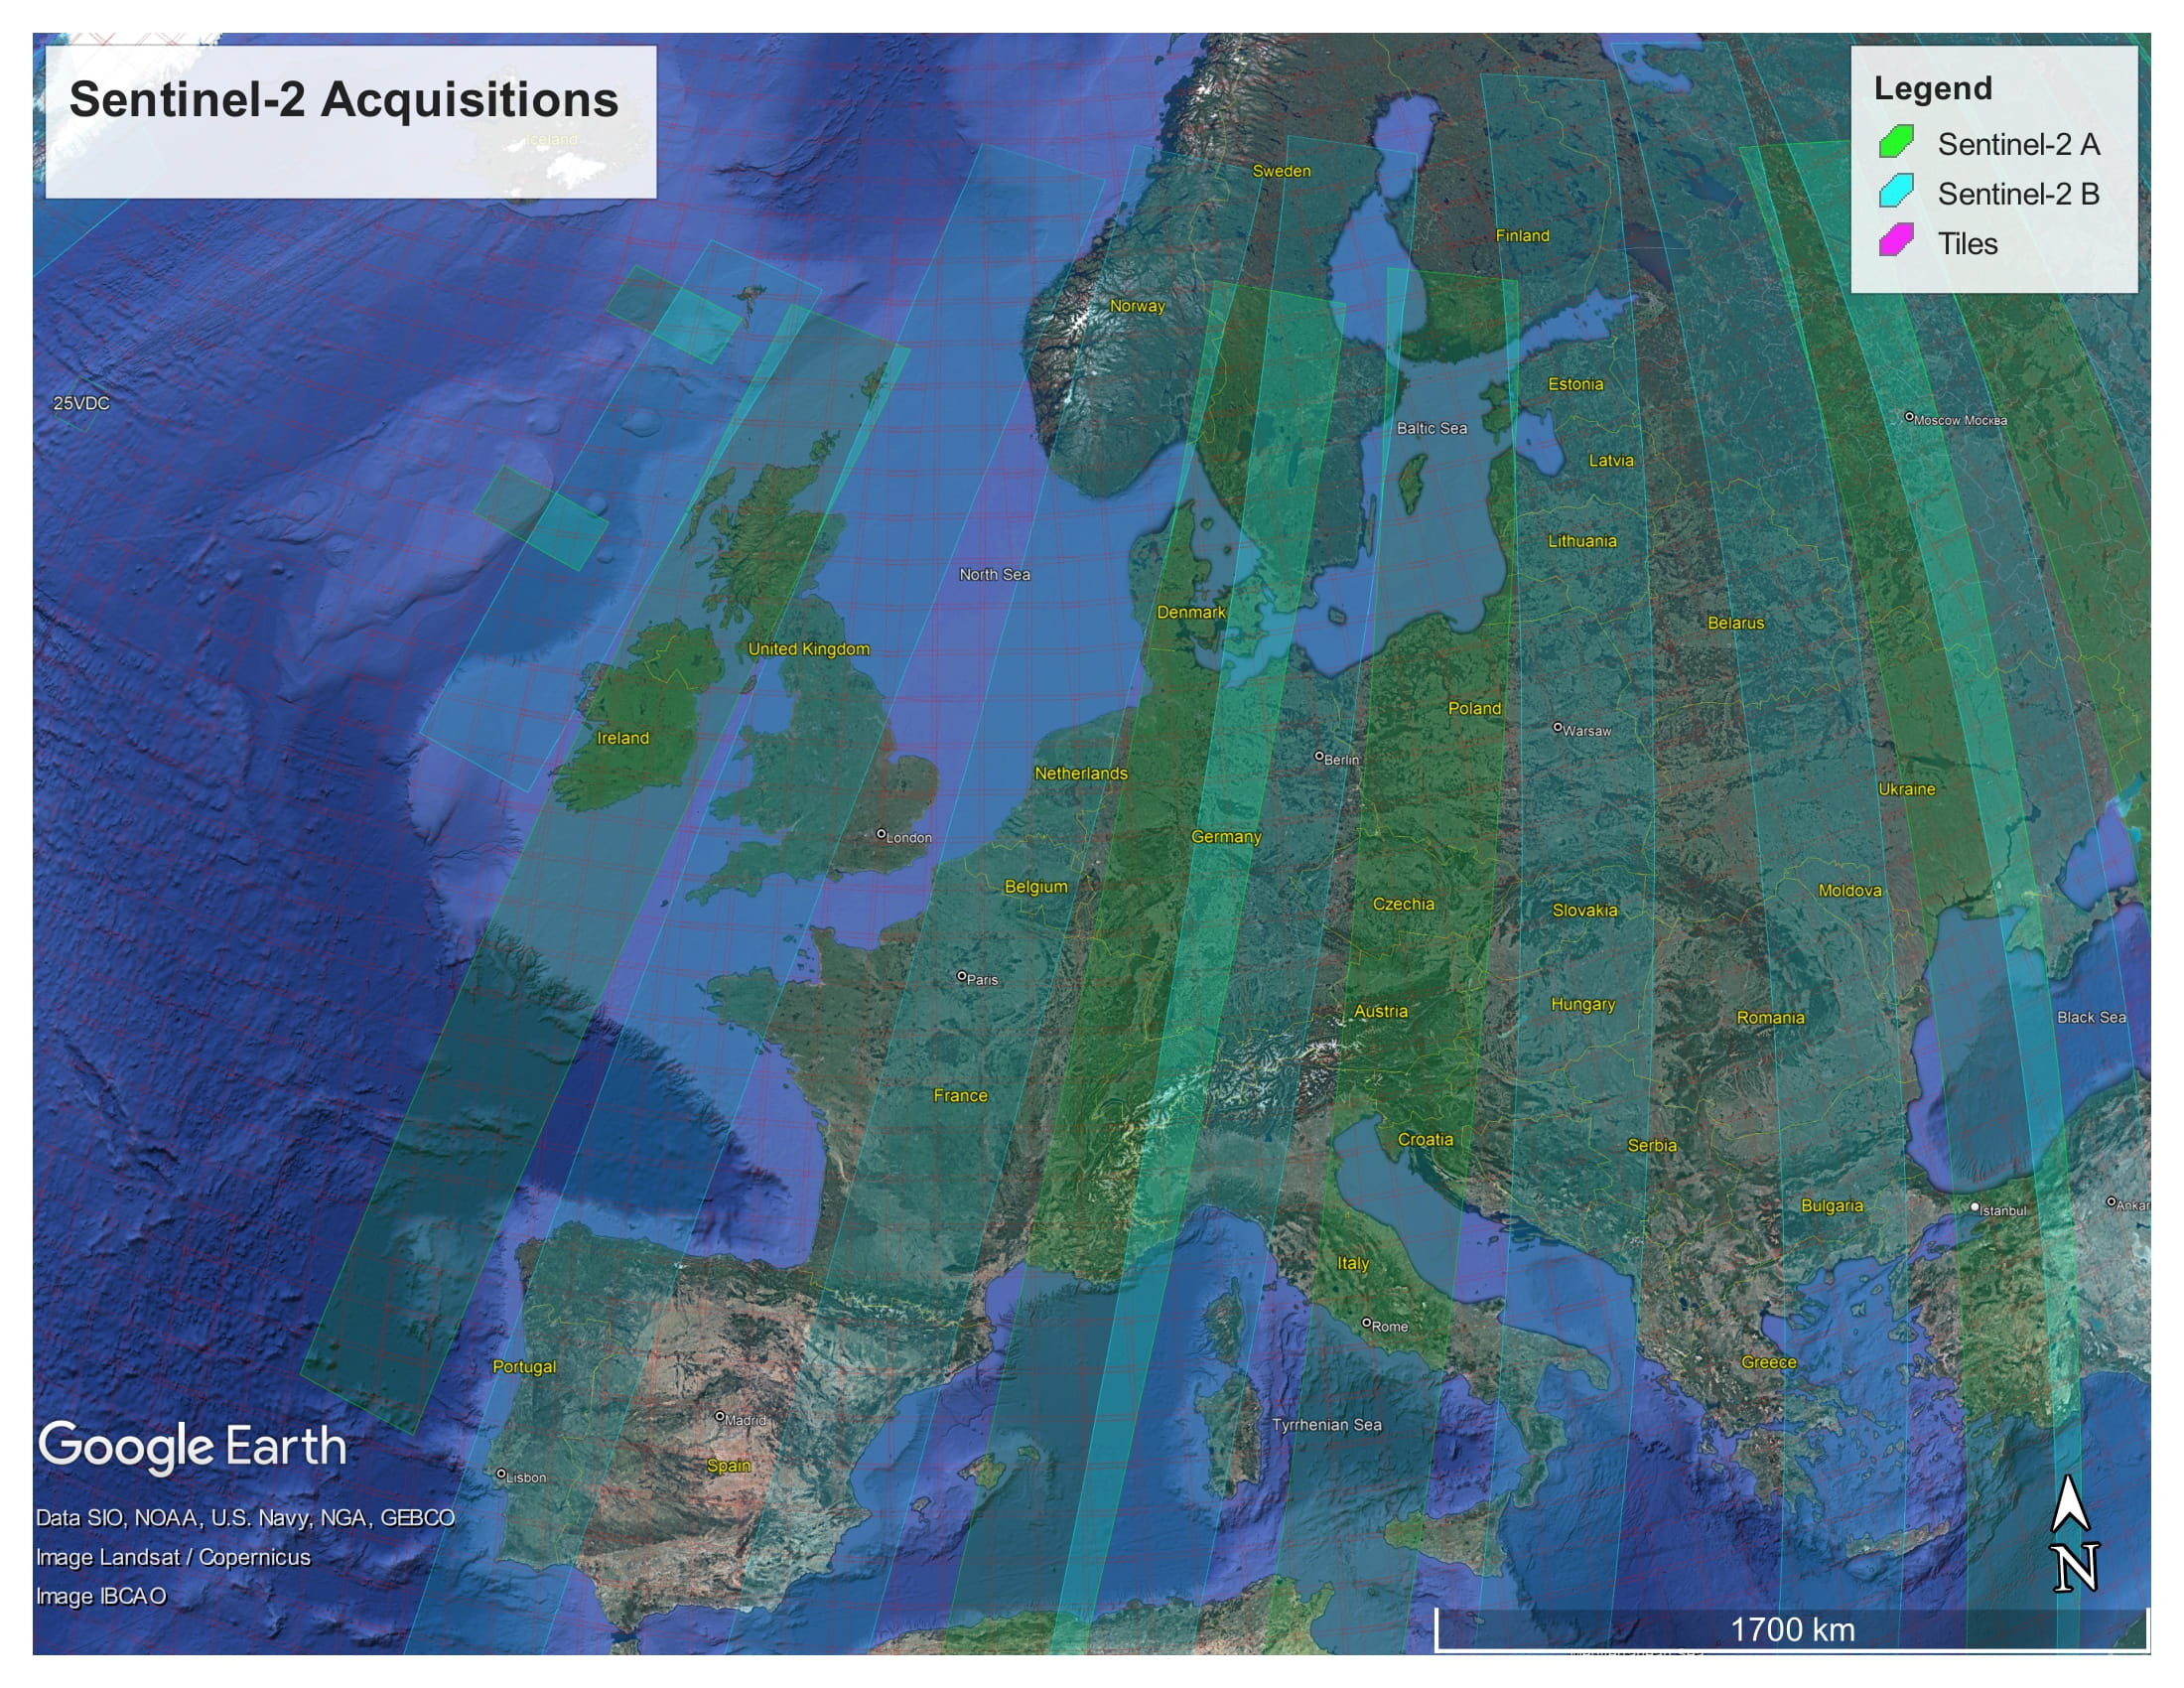 Sentinel-2 Acquisitions
Iceland
Legend
Sentinel-2 A
Sentinel-2 B
Tiles
Sweden
Finland
Norway
Estonia
25VDC
Moscow Москва
Baltic Sea
Latvia
Lithuania
North Sea
Denmark
Belarus
United Kingdom
Poland
Warsaw
Ireland
Berlin
Netherlands
Ukraine
London
Germany
Belgium
Moldova
Czechia
Slovakia
Paris
Hungary
Austria
Romania
Black Sea
France
Croatia
Serbia
Bulgaria
Istanbul
Ankar
Italy
Rome
Portugal
Greece
Madrid
Tyrrhenian Sea
Google Earth
Spain
Lisbon
Data SIO, NOAA, U.S. Navy, NGA, GEBCO
Image Landsat / Copernicus
Image IBCAO
N
1700 km